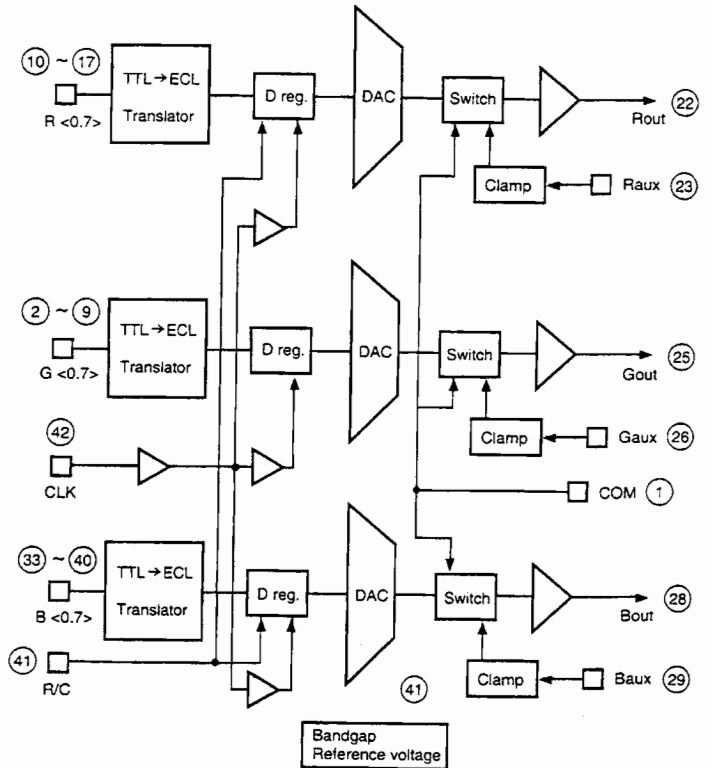 10 ~ 17
R <0.7>
TTL→ECL
Translator
D reg.
DAC
Switch
Rout
22
Clamp
Raux
23
2 ~ 9
G <0.7>
TTL→ECL
Translator
D reg.
DAC
Switch
Gout
25
Clamp
Gaux
26
42
CLK
COM
1
33 ~ 40
B <0.7>
TTL→ECL
Translator
D reg.
DAC
Switch
Bout
28
41
R/C
41
Clamp
Baux
29
Bandgap
Reference voltage